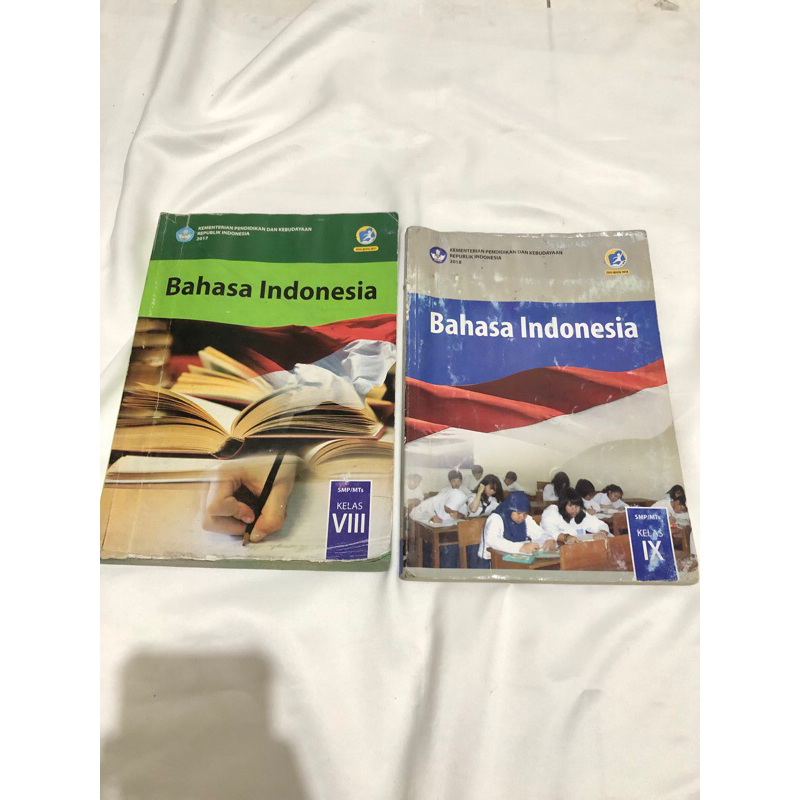 KEMENTERIAN PENDIDIKAN DAN KEBUDAYAAN
REPUBLIK INDONESIA
2017
Bahasa Indonesia
SMP/MTs
KELAS
VIII
KEMENTERIAN PENDIDIKAN DAN KEBUDAYAAN
REPUBLIK INDONESIA
2018
Bahasa Indonesia
SMP/MTs
KELAS
IX